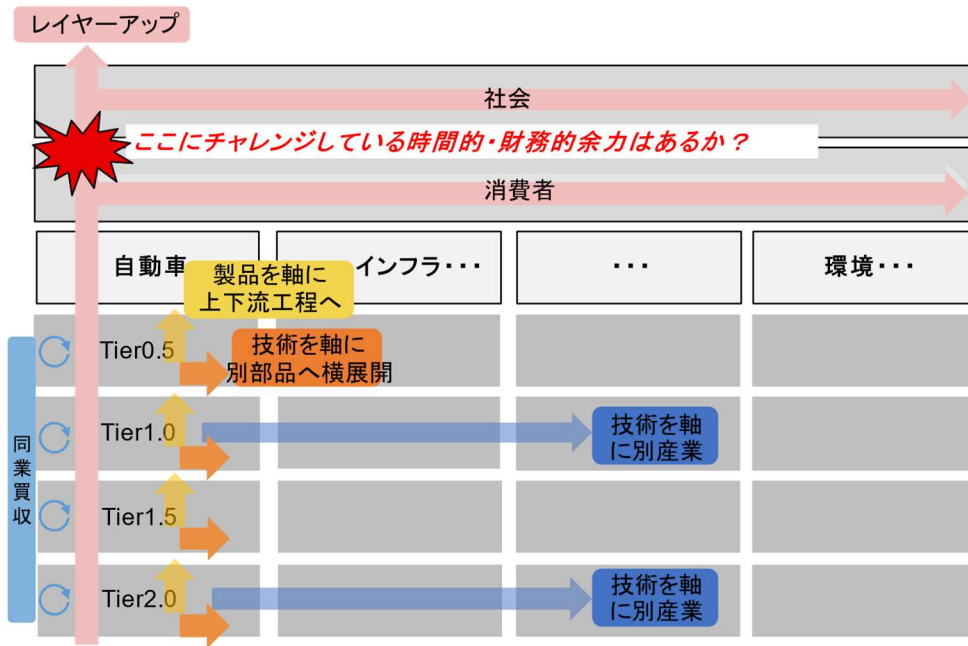 レイヤーアップ
社会
ここにチャレンジしている時間的・財務的余力はあるか？
消費者
自動車
インフラ・・・
・・・
環境・・・
製品を軸に
上下流工程へ
Tier0.5
技術を軸に
別部品へ横展開
同業買収
Tier1.0
技術を軸
に別産業
Tier1.5
Tier2.0
技術を軸
に別産業